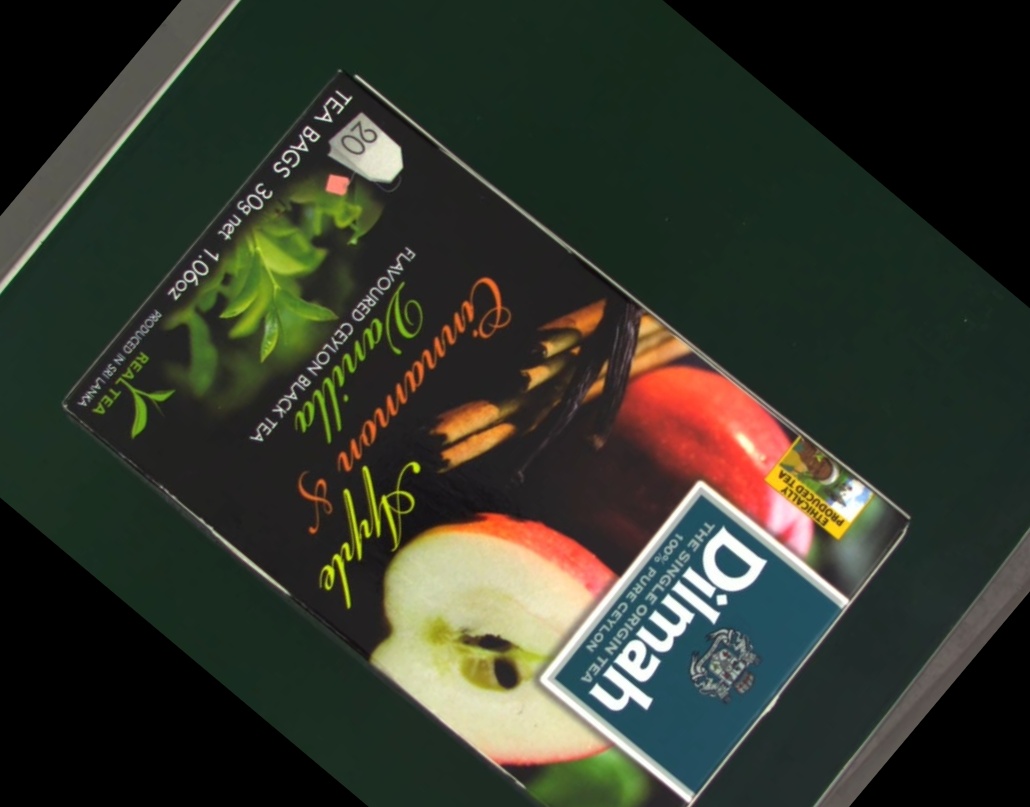 Dilmah
THE SINGLE ORIGIN TEA
100% PURE CEYLON
ETHICALLY
PRODUCED TEA
Apple
Cinnamon &
Vanilla
FLAVOURED CEYLON BLACK TEA
20
TEA BAGS 30g net 1.06oz
REAL TEA
PRODUCED IN SRI LANKA